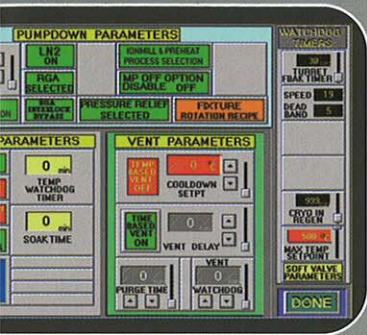 PUMPDOWN PARAMETERS
LN2
ON
IONMILL & PREHEAT
PROCESS SELECTION
RGA
SELECTED
MP OFF OPTION
DISABLE OFF
ON
RGA
INTERLOCK
BYPASS
PRESSURE RELIEF
SELECTED
FIXTURE
ROTATION RECIPE
PARAMETERS
0 min
TEMP
WATCHDOG
TIMER
0 min
SOAK TIME
VENT PARAMETERS
TEMP
BASED
VENT
OFF
0 °C
COOLDOWN
SETPT
TIME
BASED
VENT
ON
0
VENT DELAY
0
PURGE TIME
VENT
0
WATCHDOG
WATCHDOG
TIMERS
30
TURRET
FBAK TIMER
SPEED 19
DEAD
BAND 5
999
CRYO IN
REGEN
500 °C
MAX TEMP
SETPOINT
SOFT VALVE
PARAMETERS
DONE